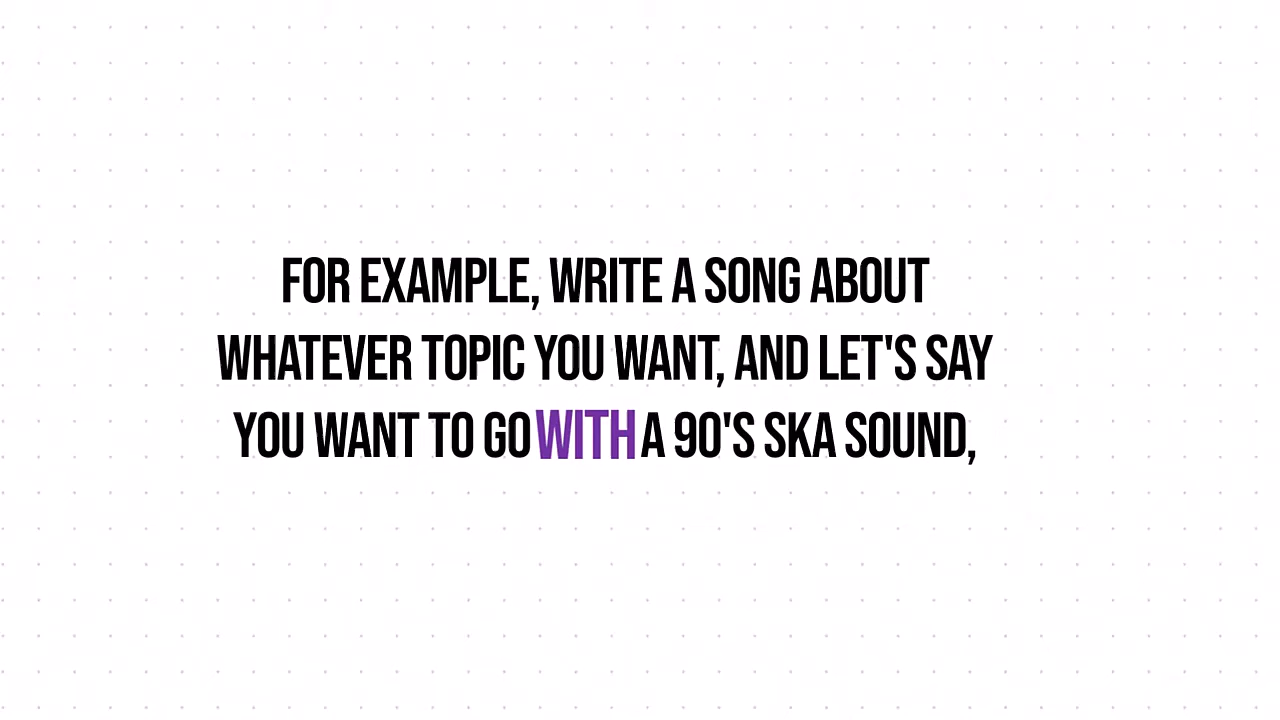 FOR EXAMPLE, WRITE A SONG ABOUT
WHATEVER TOPIC YOU WANT, AND LET'S SAY
YOU WANT TO GO WITH A 90'S SKA SOUND,